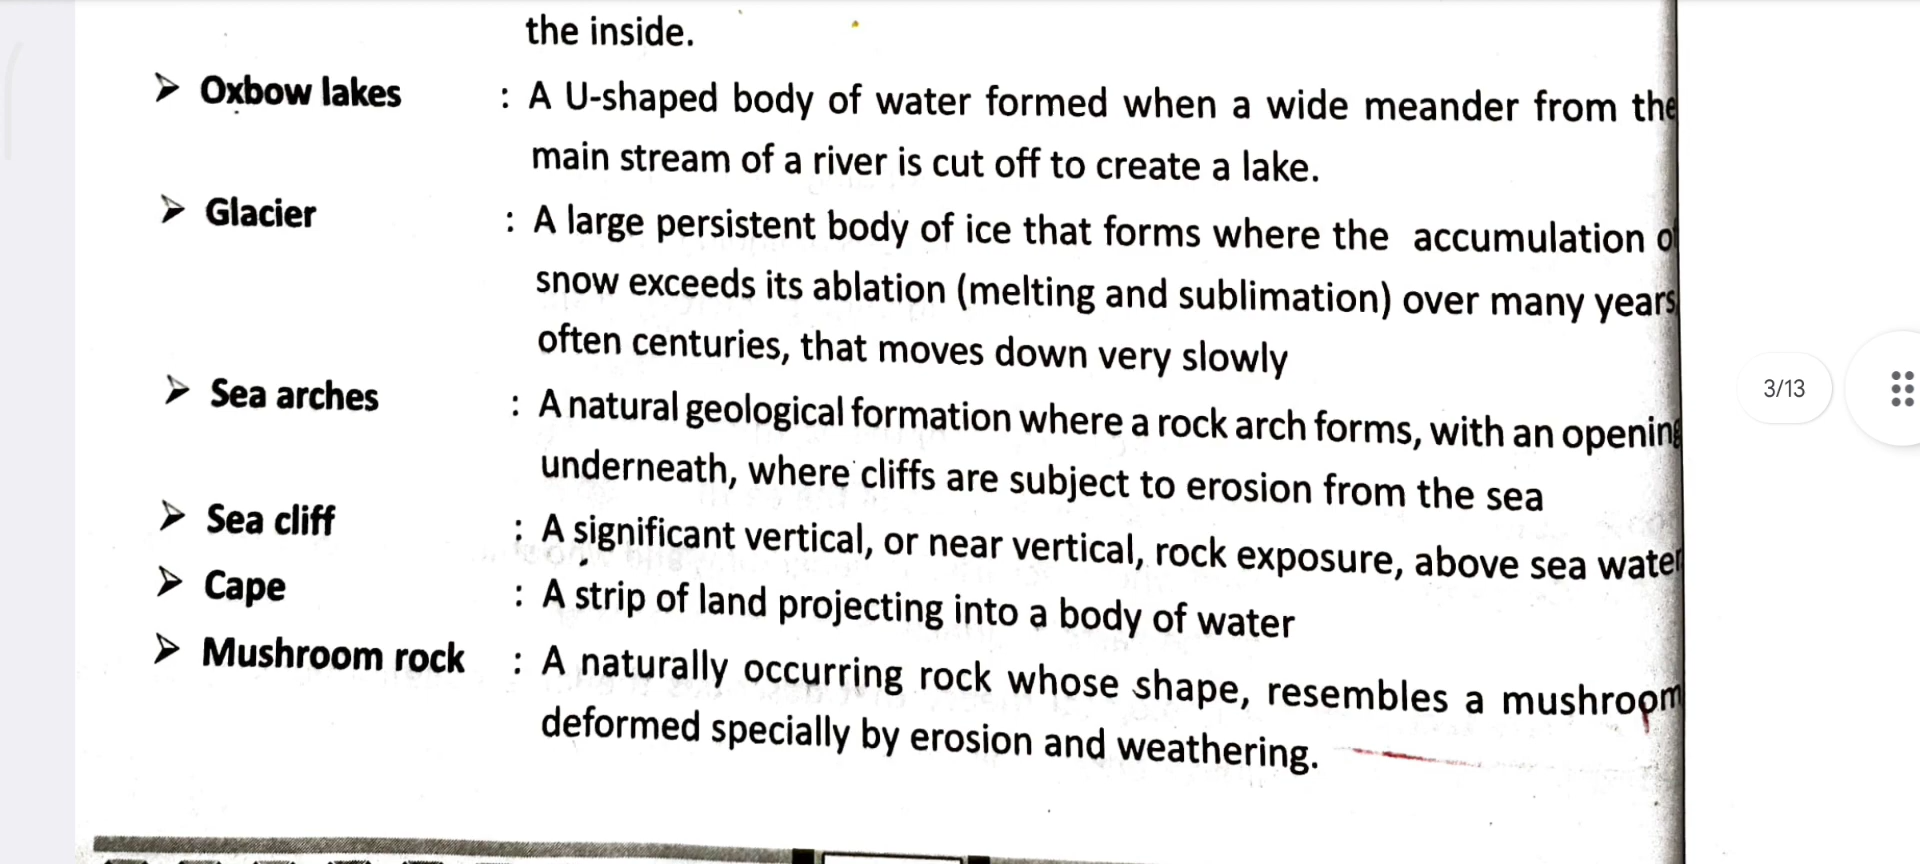 the inside.
➢ Oxbow lakes : A U-shaped body of water formed when a wide meander from the
main stream of a river is cut off to create a lake.
➢ Glacier : A large persistent body of ice that forms where the accumulation of
snow exceeds its ablation (melting and sublimation) over many years
often centuries, that moves down very slowly
➢ Sea arches : A natural geological formation where a rock arch forms, with an opening
underneath, where cliffs are subject to erosion from the sea
➢ Sea cliff : A significant vertical, or near vertical, rock exposure, above sea water
➢ Cape : A strip of land projecting into a body of water
➢ Mushroom rock : A naturally occurring rock whose shape, resembles a mushroom
deformed specially by erosion and weathering.
3/13